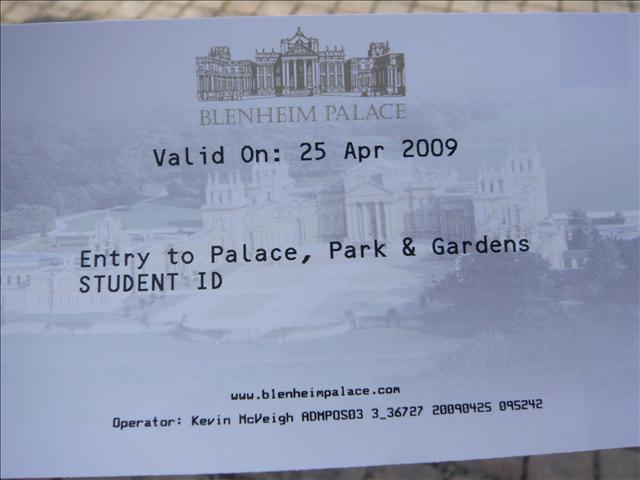 BLENHEIM PALACE
Valid On: 25 Apr 2009
Entry to Palace, Park & Gardens
STUDENT ID
www.blenheimpalace.com
Operator: Kevin McVeigh ADMPOS03 3_36727 20090425 095242